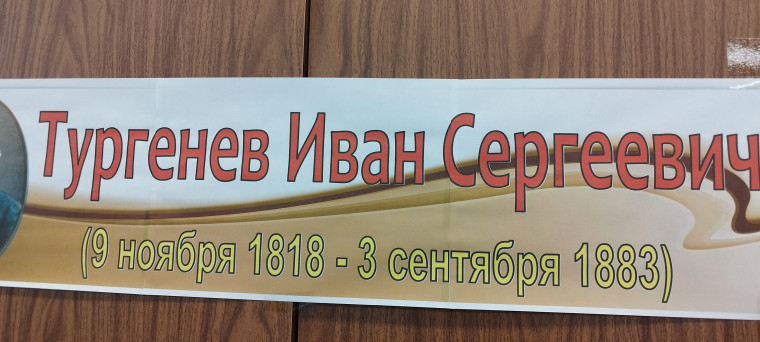 Тургенев Иван Сергеевич
(9 ноября 1818 - 3 сентября 1883)